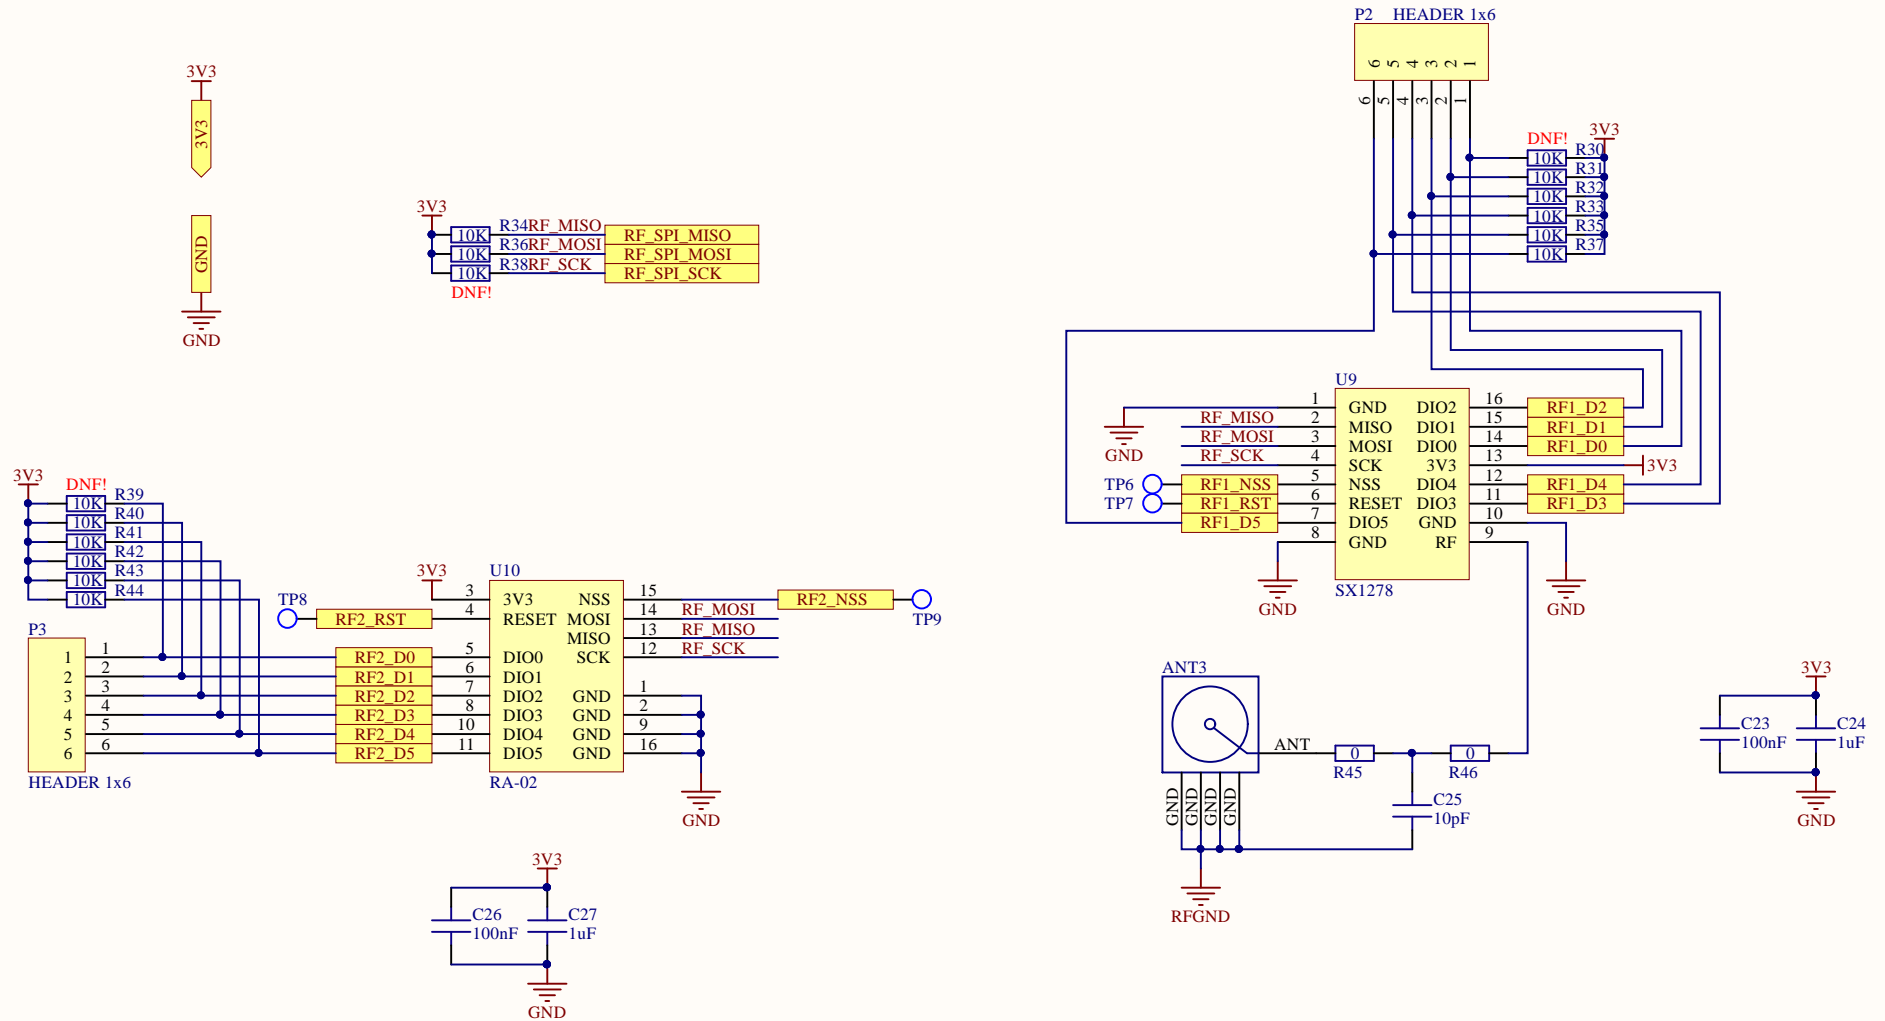 P2 HEADER 1x6
6 5 4 3 2 1
6 5 4 3 2 1
3V3
3V3
GND
GND
DNF!
3V3
10K R30
10K R31
10K R32
10K R33
10K R35
10K R37
3V3
10K R34 RF_MISO RF_SPI_MISO
10K R36 RF_MOSI RF_SPI_MOSI
10K R38 RF_SCK RF_SPI_SCK
DNF!
U9
1 GND DIO2 16 RF1_D2
RF_MISO 2 MISO DIO1 15 RF1_D1
RF_MOSI 3 MOSI DIO0 14 RF1_D0
GND
RF_SCK 4 SCK 3V3 13 3V3
TP6 RF1_NSS 5 NSS DIO4 12 RF1_D4
TP7 RF1_RST 6 RESET DIO3 11 RF1_D3
RF1_D5 7 DIO5 GND 10
8 GND RF 9
SX1278
GND
GND
3V3
DNF!
10K R39
10K R40
10K R41
10K R42
10K R43
10K R44
3V3
U10
3 3V3 NSS 15 RF2_NSS
TP8 RF2_RST 4 RESET MOSI 14 RF_MOSI
TP9
MISO 13 RF_MISO
P3
1 1 RF2_D0 5 DIO0 SCK 12 RF_SCK
2 2 RF2_D1 6 DIO1
3 3 RF2_D2 7 DIO2 GND 1
4 4 RF2_D3 8 DIO3 GND 2
5 5 RF2_D4 10 DIO4 GND 9
6 6 RF2_D5 11 DIO5 GND 16
HEADER 1x6
RA-02
GND
ANT3
ANT
0
R45
0
R46
GND GND GND GND
C25
10pF
RFGND
3V3
C23
100nF
C24
1uF
GND
3V3
C26
100nF
C27
1uF
GND